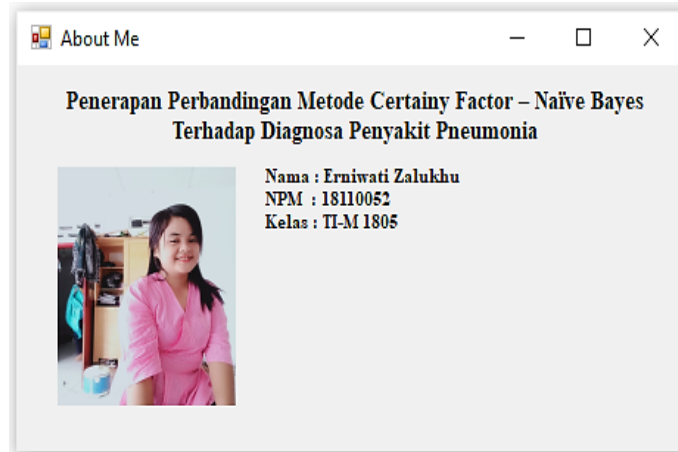 About Me
Penerapan Perbandingan Metode Certainy Factor – Naïve Bayes
Terhadap Diagnosa Penyakit Pneumonia
Nama : Erniwati Zalukhu
NPM : 18110052
Kelas : TI-M 1805